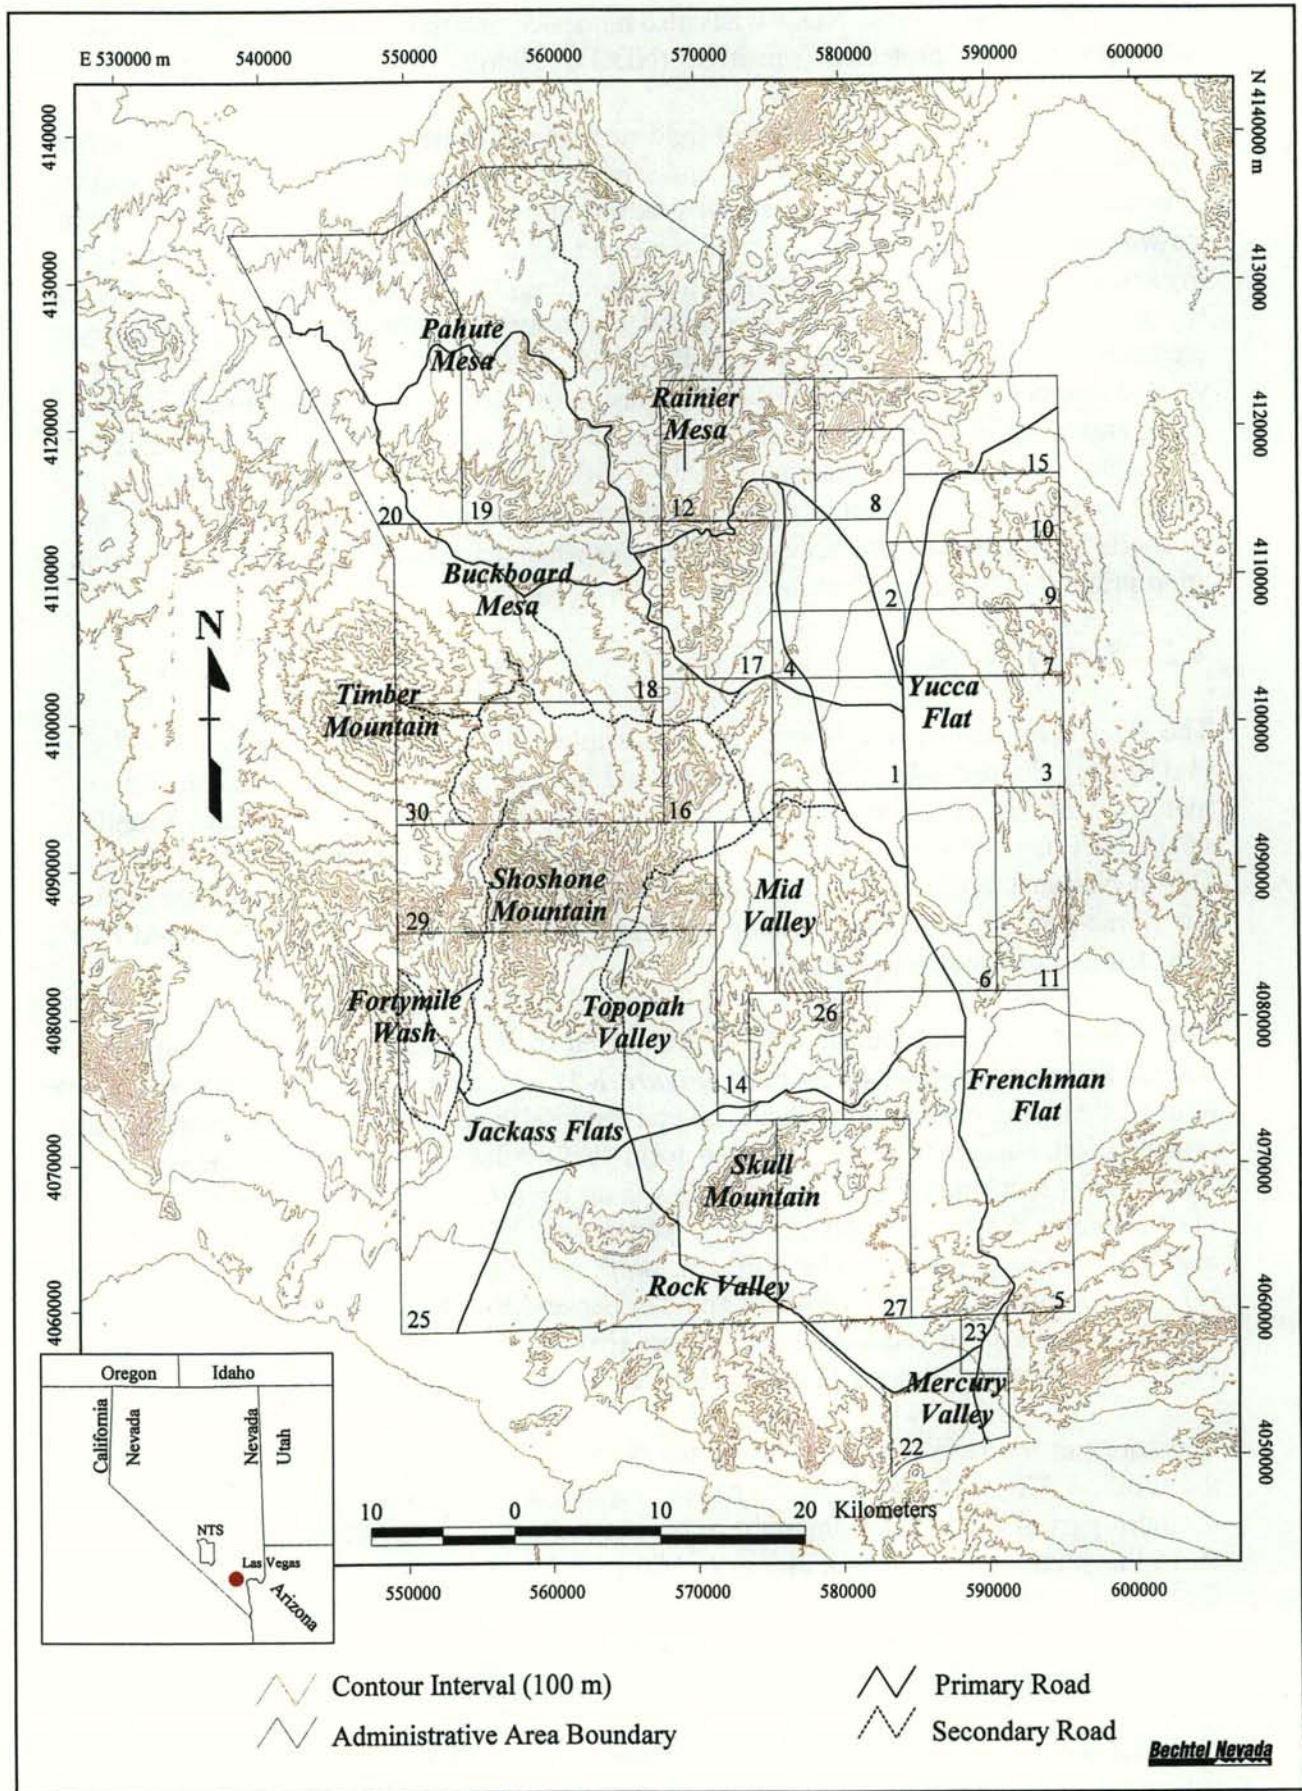 E 530000 m 540000 550000 560000 570000 580000 590000 600000
N 4140000 m
4140000
4130000
4130000
Pahute
Mesa
4120000
4120000
Rainier
Mesa
15
20
19
12
8
10
4110000
4110000
Buckboard
Mesa
2
9
N
17
4
7
18
Yucca
Flat
Timber
Mountain
4100000
4100000
1
3
30
16
4090000
4090000
Shoshone
Mountain
Mid
Valley
29
6
11
4080000
4080000
Fortymile
Wash
Topopah
Valley
26
14
Frenchman
Flat
Jackass Flats
4070000
4070000
Skull
Mountain
Rock Valley
4060000
4060000
25
27
5
23
Mercury
Valley
22
4050000
Oregon Idaho
California
Nevada
Nevada
Utah
NTS
Las Vegas
Arizona
10 0 10 20 Kilometers
550000 560000 570000 580000 590000 600000
Contour Interval (100 m)
Primary Road
Administrative Area Boundary
Secondary Road
Bechtel Nevada